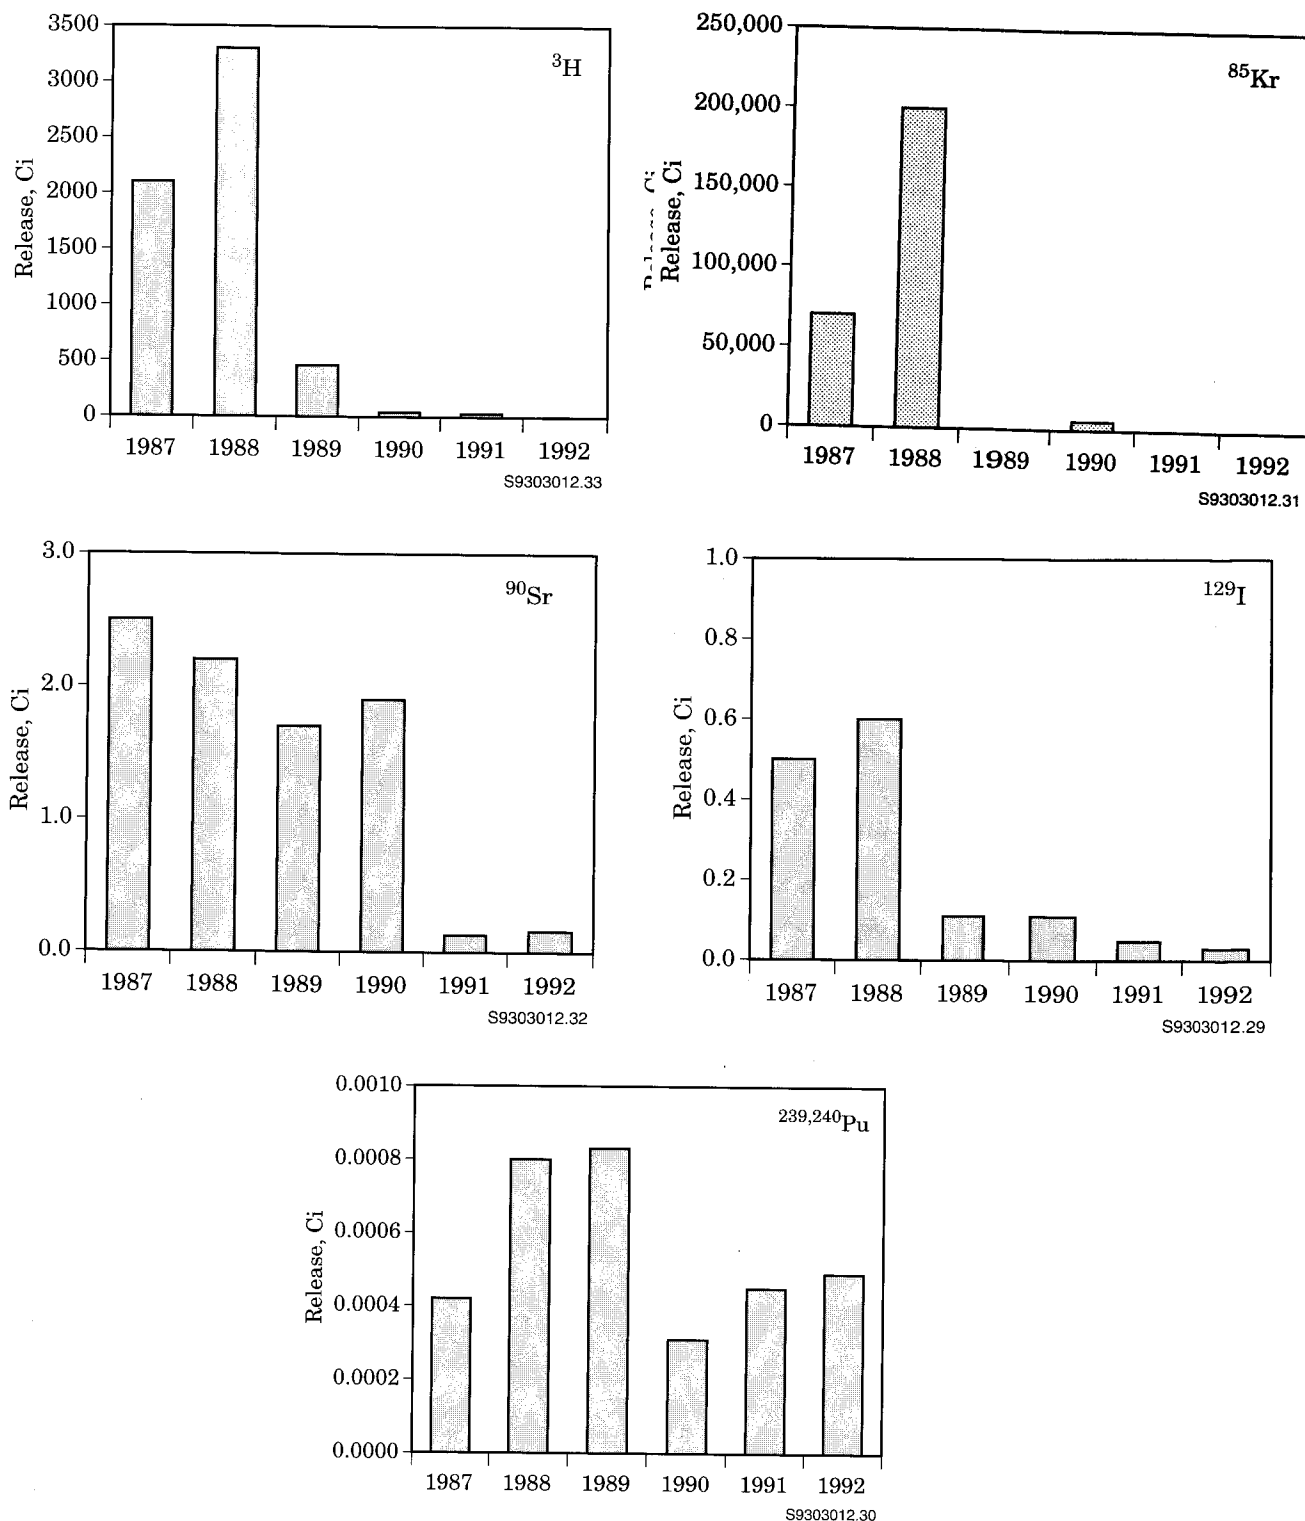 3500
3000
2500
2000
1500
1000
500
0
Release, Ci
³H
1987 1988 1989 1990 1991 1992
S9303012.33
250,000
200,000
150,000
100,000
50,000
0
Release, Ci
⁸⁵Kr
1987 1988 1989 1990 1991 1992
S9303012.31
3.0
2.0
1.0
0.0
Release, Ci
⁹⁰Sr
1987 1988 1989 1990 1991 1992
S9303012.32
1.0
0.8
0.6
0.4
0.2
0.0
Release, Ci
¹²⁹I
1987 1988 1989 1990 1991 1992
S9303012.29
0.0010
0.0008
0.0006
0.0004
0.0002
0.0000
Release, Ci
²³⁹,²⁴⁰Pu
1987 1988 1989 1990 1991 1992
S9303012.30